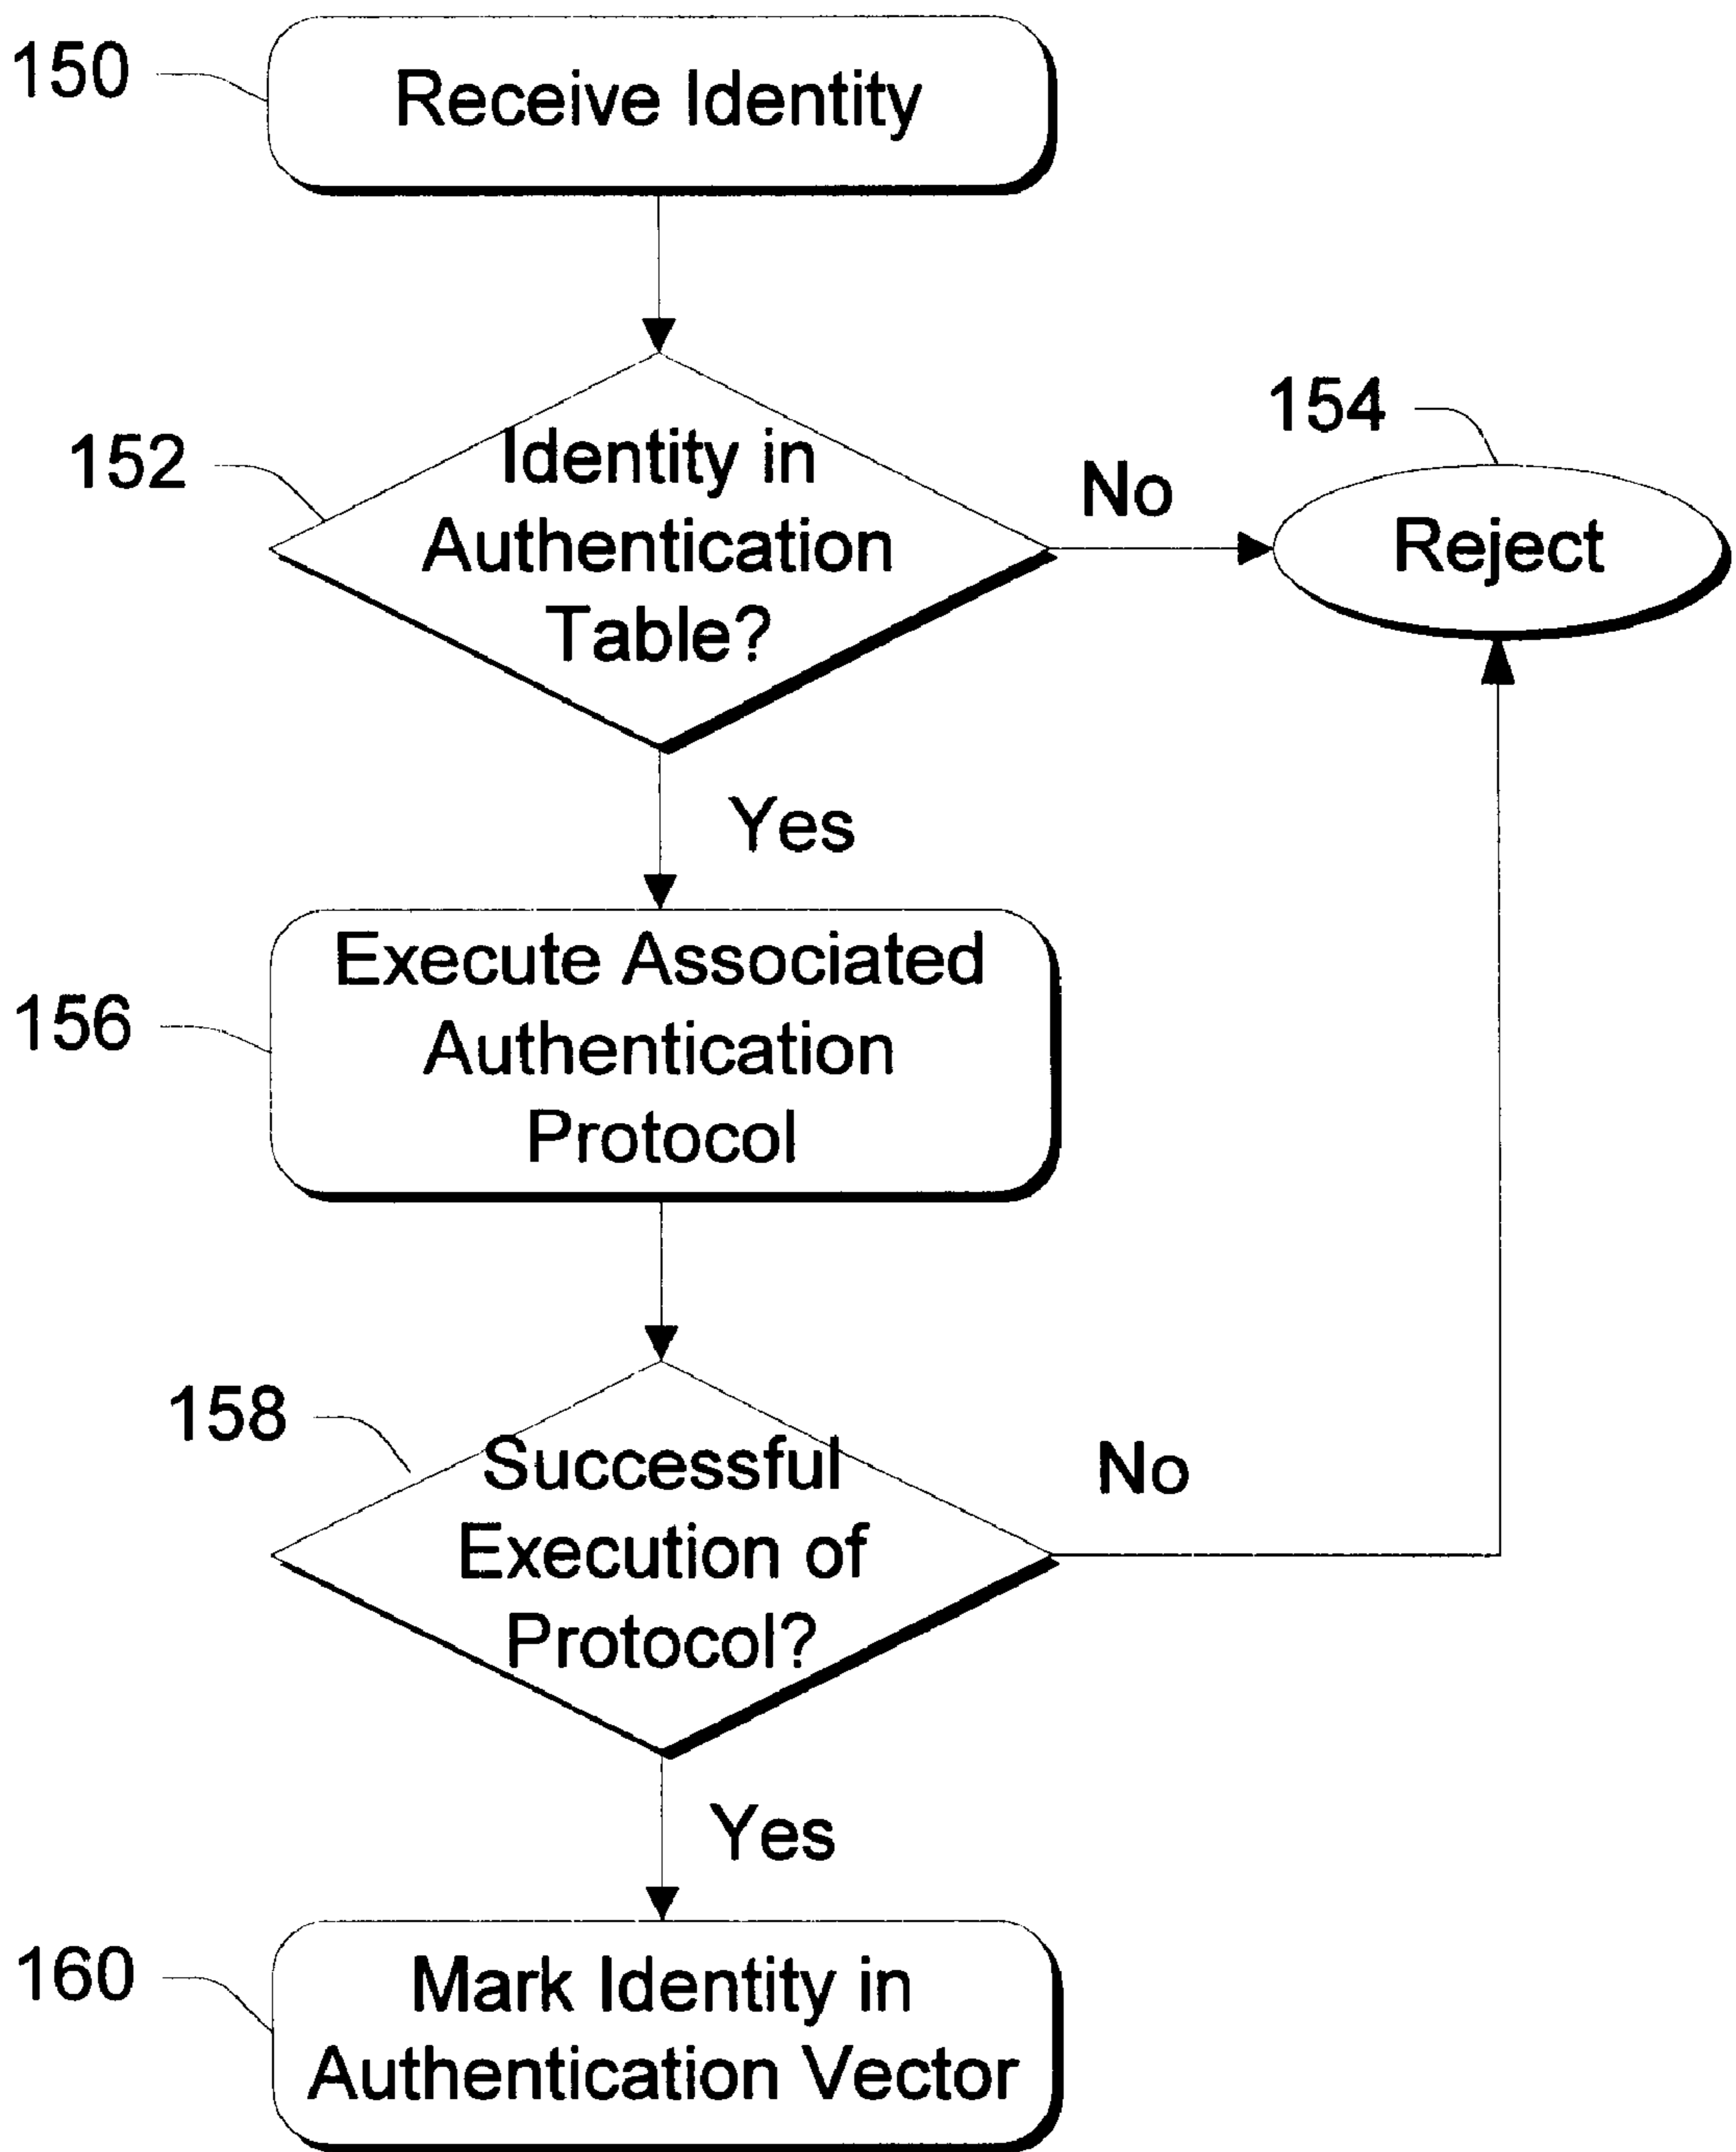 150
Receive Identity
152
Identity in
Authentication
Table?
No
154
Reject
Yes
156
Execute Associated
Authentication
Protocol
158
Successful
Execution of
Protocol?
No
Yes
160
Mark Identity in
Authentication Vector